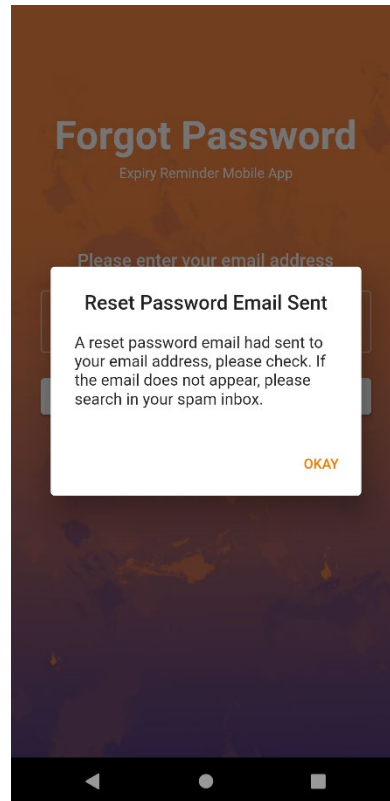 Forgot Password
Expiry Reminder Mobile App
Please enter your email address
Reset Password Email Sent
A reset password email had sent to
your email address, please check. If
the email does not appear, please
search in your spam inbox.
OKAY